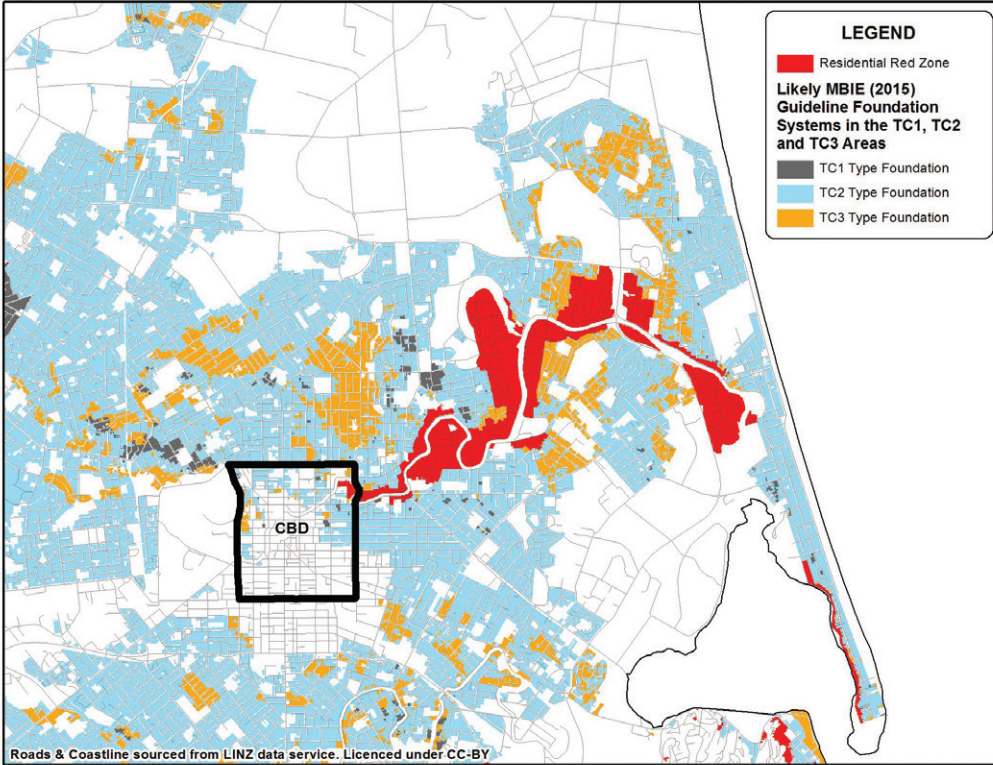 LEGEND
Residential Red Zone
Likely MBIE (2015)
Guideline Foundation
Systems in the TC1, TC2
and TC3 Areas
TC1 Type Foundation
TC2 Type Foundation
TC3 Type Foundation
CBD
Roads & Coastline sourced from LINZ data service. Licenced under CC-BY